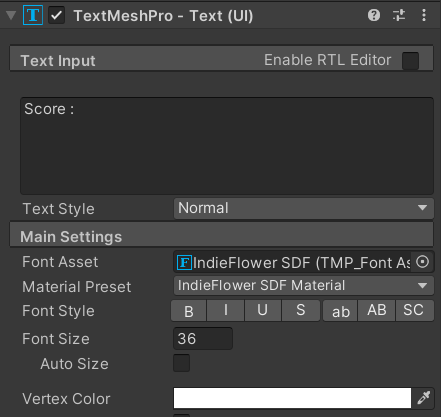 TextMeshPro - Text (UI)
Text Input Enable RTL Editor
Score :
Text Style Normal
Main Settings
Font Asset F IndieFlower SDF (TMP_Font As
Material Preset IndieFlower SDF Material
Font Style B I U S ab AB SC
Font Size 36
Auto Size
Vertex Color